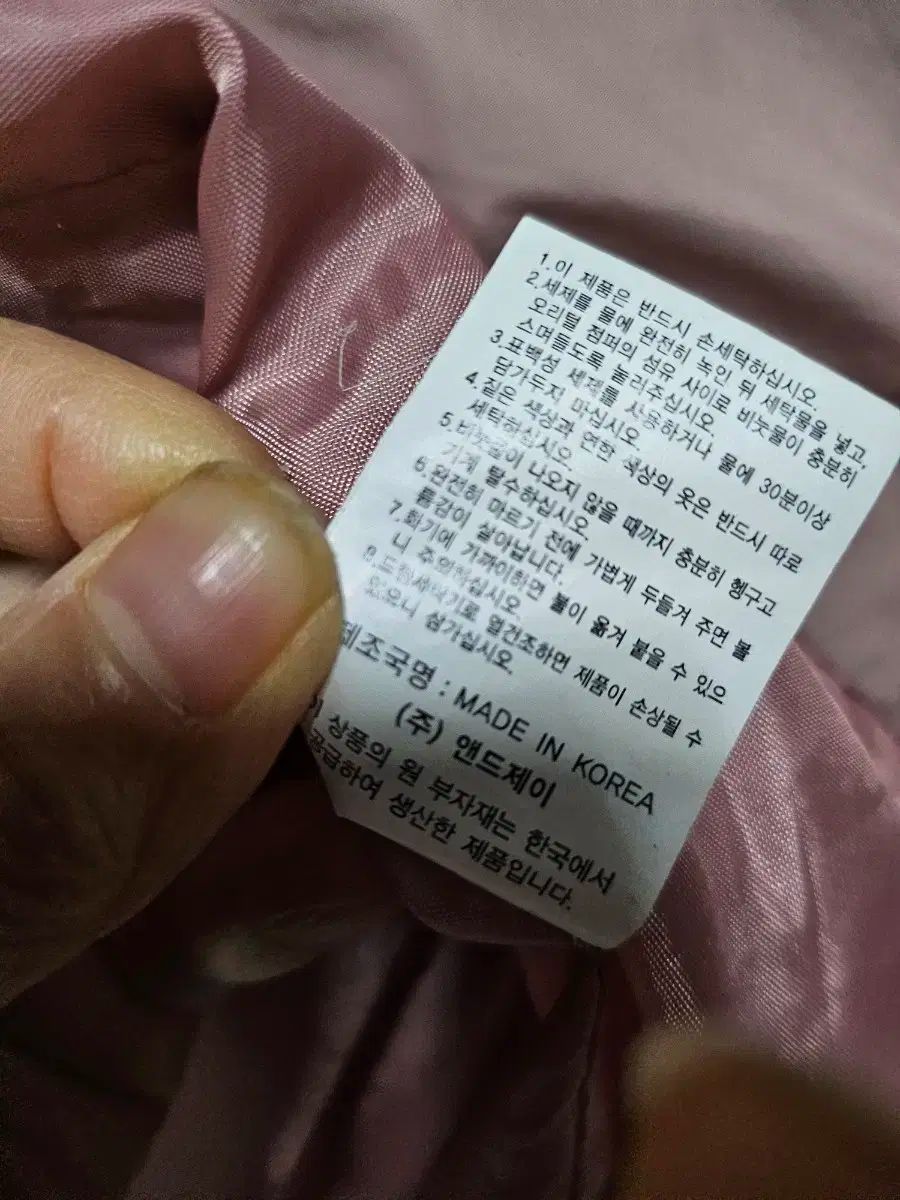 1.이 제품은 반드시 손세탁하십시오.
2.세제를 물에 완전히 녹인 뒤 세탁물을 넣고,
오리털 점퍼의 섬유 사이로 비눗물이 충분히
스며들도록 눌러주십시오.
3.표백성 세제를 사용하거나 물에 30분이상
담가두지 마십시오.
4.짙은 색상과 연한 색상의 옷은 반드시 따로
세탁하십시오.
5.비눗물이 나오지 않을 때까지 충분히 헹구고
기계 탈수하십시오.
6.완전히 마르기 전에 가볍게 두들겨 주면 볼
륨감이 살아납니다.
7.화기에 가까이하면 불이 옮겨 붙을 수 있으
니 주의하십시오.
8.드럼세탁기로 열건조하면 제품이 손상될 수
있으니 삼가십시오.
제조국명 : MADE IN KOREA
(주) 앤드제이
이 상품의 원 부자재는 한국에서
공급하여 생산한 제품입니다.